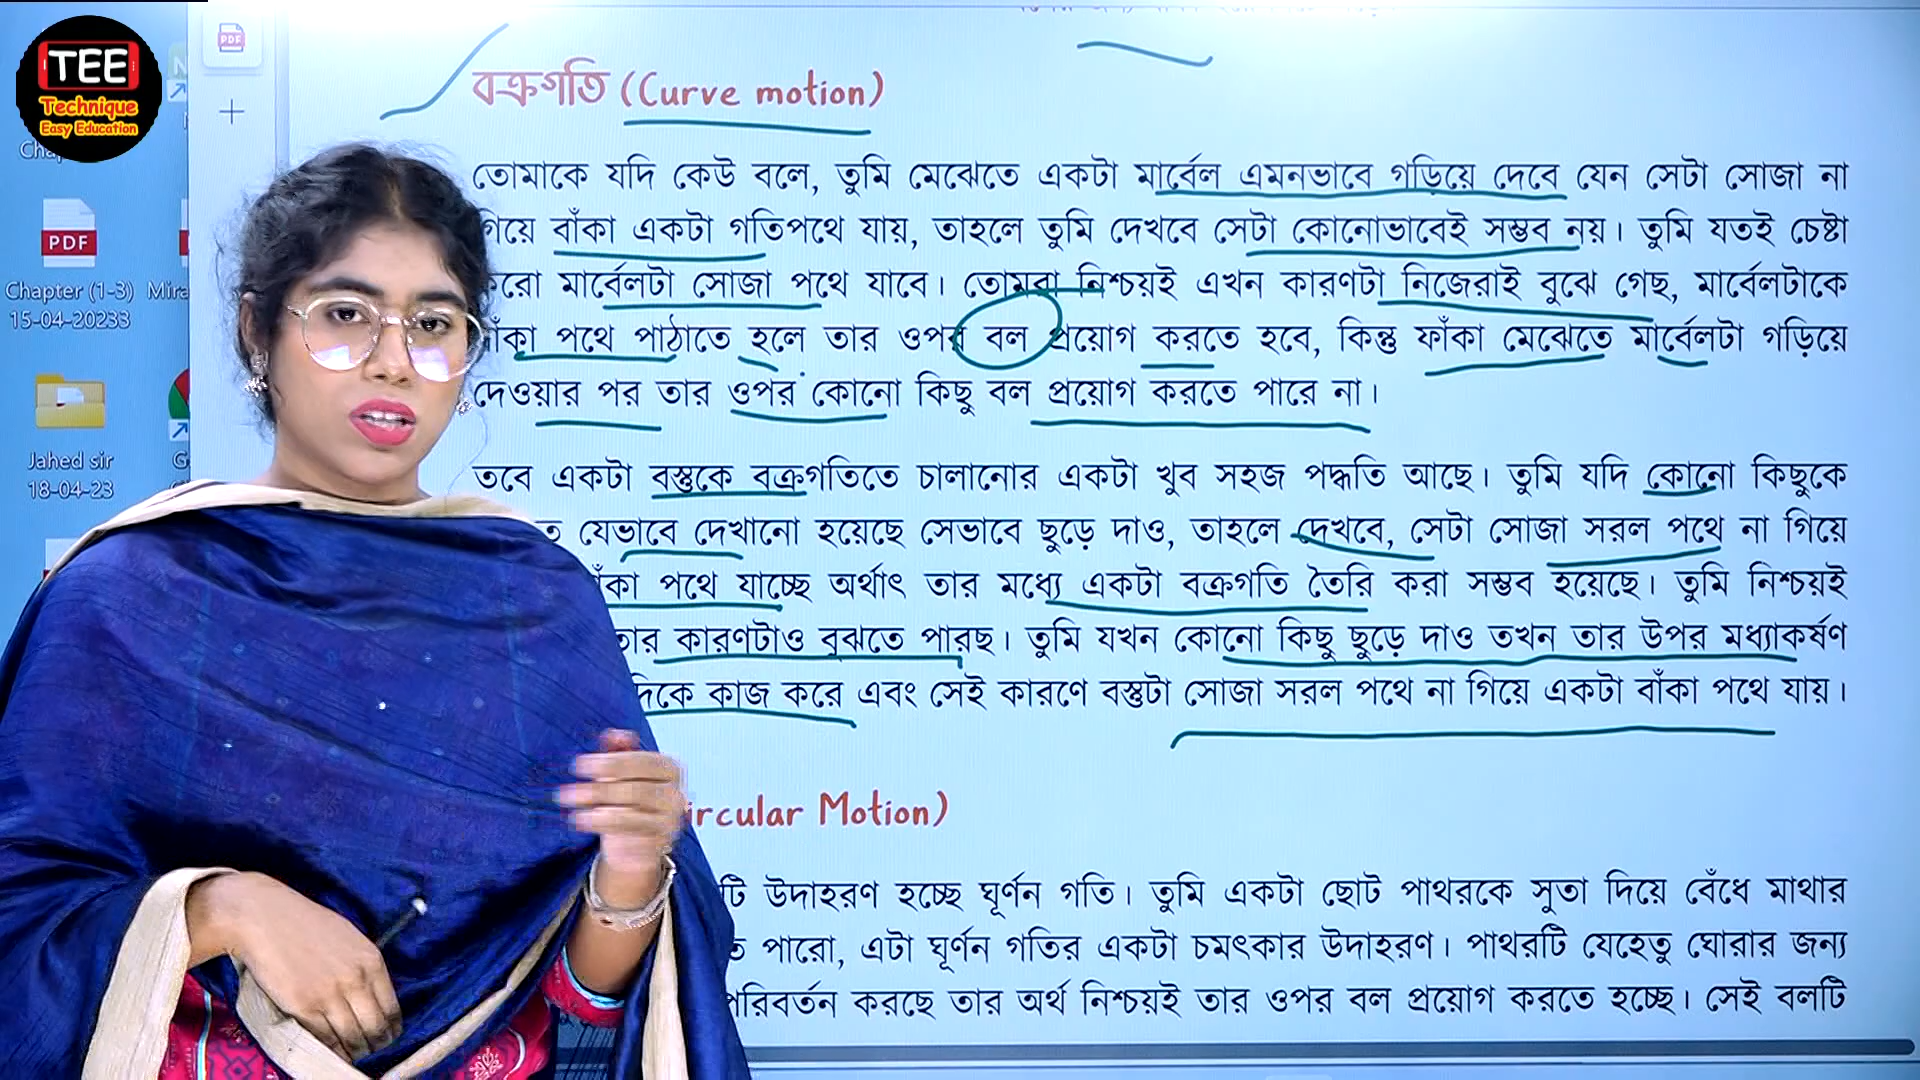 TEE
Technique
Easy Education
PDF
বক্রগতি (Curve motion)
তোমাকে যদি কেউ বলে, তুমি মেঝেতে একটা মার্বেল এমনভাবে গড়িয়ে দেবে যেন সেটা সোজা না
গিয়ে বাঁকা একটা গতিপথে যায়, তাহলে তুমি দেখবে সেটা কোনোভাবেই সম্ভব নয়। তুমি যতই চেষ্টা
করো মার্বেলটা সোজা পথে যাবে। তোমরা নিশ্চয়ই এখন কারণটা নিজেরাই বুঝে গেছ, মার্বেলটাকে
বাঁকা পথে পাঠাতে হলে তার ওপর বল প্রয়োগ করতে হবে, কিন্তু ফাঁকা মেঝেতে মার্বেলটা গড়িয়ে
দেওয়ার পর তার ওপর কোনো কিছু বল প্রয়োগ করতে পারে না।
তবে একটা বস্তুকে বক্রগতিতে চালানোর একটা খুব সহজ পদ্ধতি আছে। তুমি যদি কোনো কিছুকে
যেভাবে দেখানো হয়েছে সেভাবে ছুড়ে দাও, তাহলে দেখবে, সেটা সোজা সরল পথে না গিয়ে
বাঁকা পথে যাচ্ছে অর্থাৎ তার মধ্যে একটা বক্রগতি তৈরি করা সম্ভব হয়েছে। তুমি নিশ্চয়ই
তার কারণটাও বুঝতে পারছ। তুমি যখন কোনো কিছু ছুড়ে দাও তখন তার উপর মধ্যাকর্ষণ
দিকে কাজ করে এবং সেই কারণে বস্তুটা সোজা সরল পথে না গিয়ে একটা বাঁকা পথে যায়।
ircular Motion)
টি উদাহরণ হচ্ছে ঘূর্ণন গতি। তুমি একটা ছোট পাথরকে সুতা দিয়ে বেঁধে মাথার
পারো, এটা ঘূর্ণন গতির একটা চমৎকার উদাহরণ। পাথরটি যেহেতু ঘোরার জন্য
পরিবর্তন করছে তার অর্থ নিশ্চয়ই তার ওপর বল প্রয়োগ করতে হচ্ছে। সেই বলটি
PDF
Chapter (1-3)
15-04-20233
Mira
Jahed sir
18-04-23